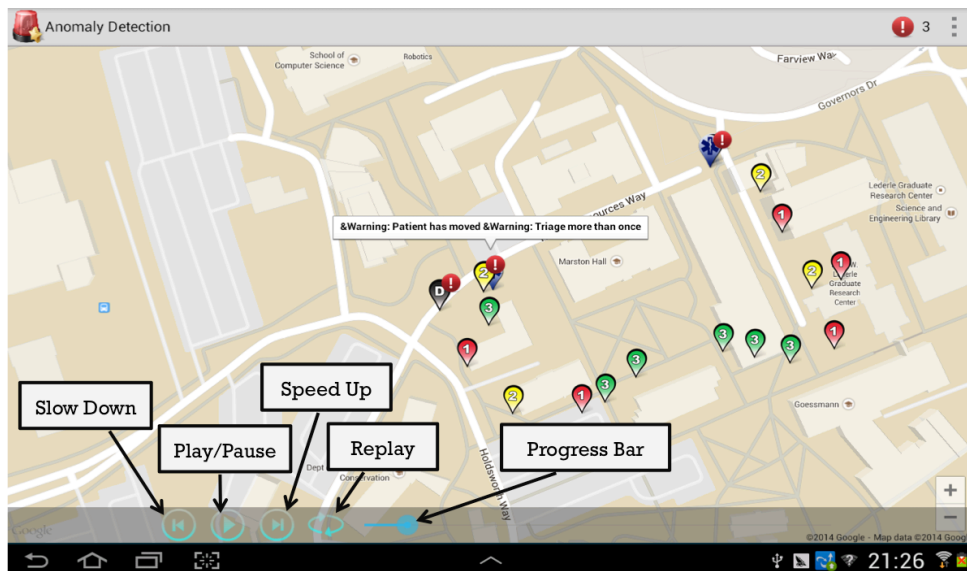 Anomaly Detection
3
School of
Computer Science
Robotics
Farview Way
Governors Dr
2
Lederle Graduate
Research Center
Science and
Engineering Library
1
ources Way
&Warning: Patient has moved &Warning: Triage more than once
Marston Hall
2
D
3
2
1
W.
Lederle
Graduate
Research
Center
1
3
3
3
1
3
3
1
2
Goessmann
Slow Down
Play/Pause
Speed Up
Replay
Progress Bar
Dept
Conservation
Holdsworth Way
+
−
Google
©2014 Google - Map data ©2014 Goog
21:26